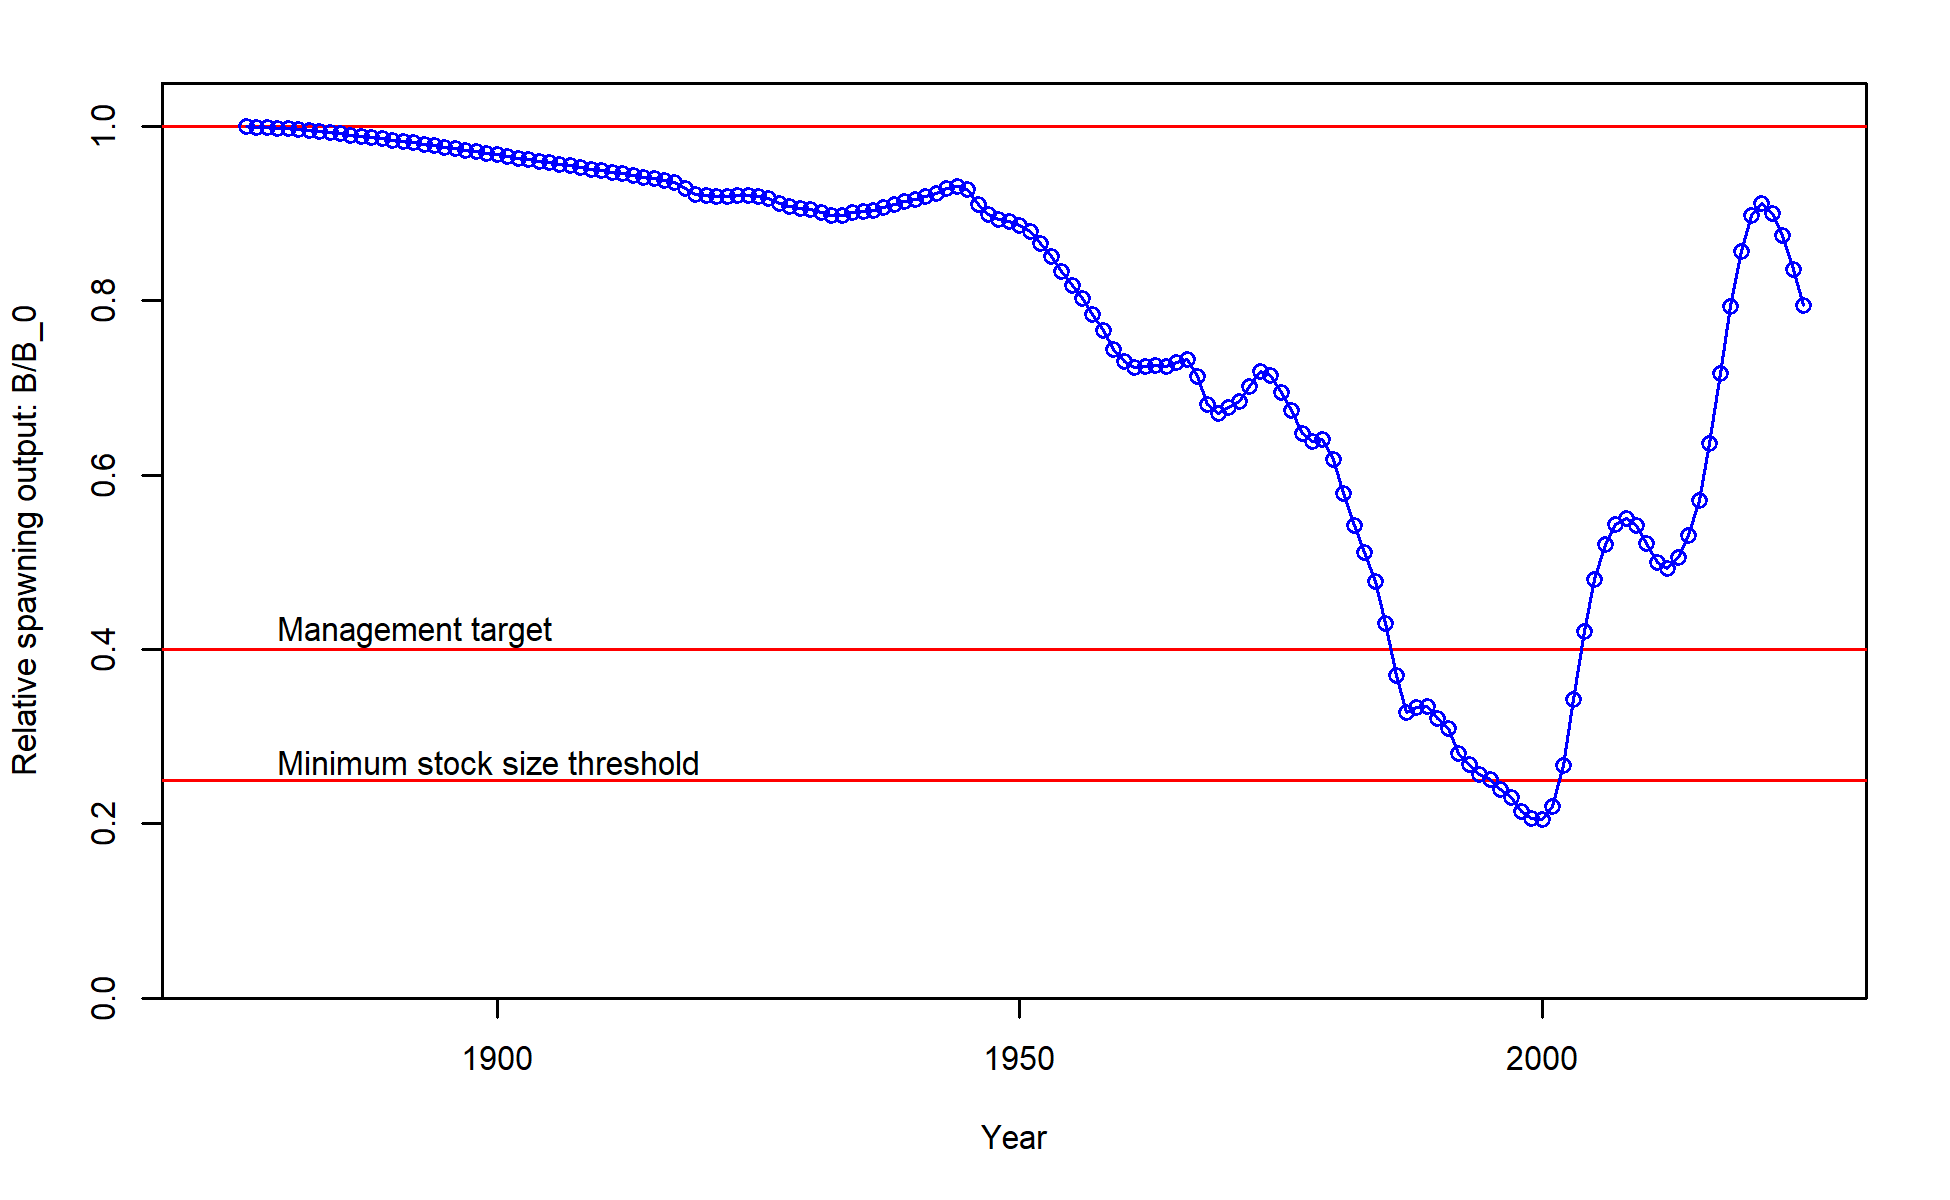 Relative spawning output: B/B_0
1.0
0.8
0.6
0.4
0.2
0.0
Management target
Minimum stock size threshold
1900 1950 2000
Year